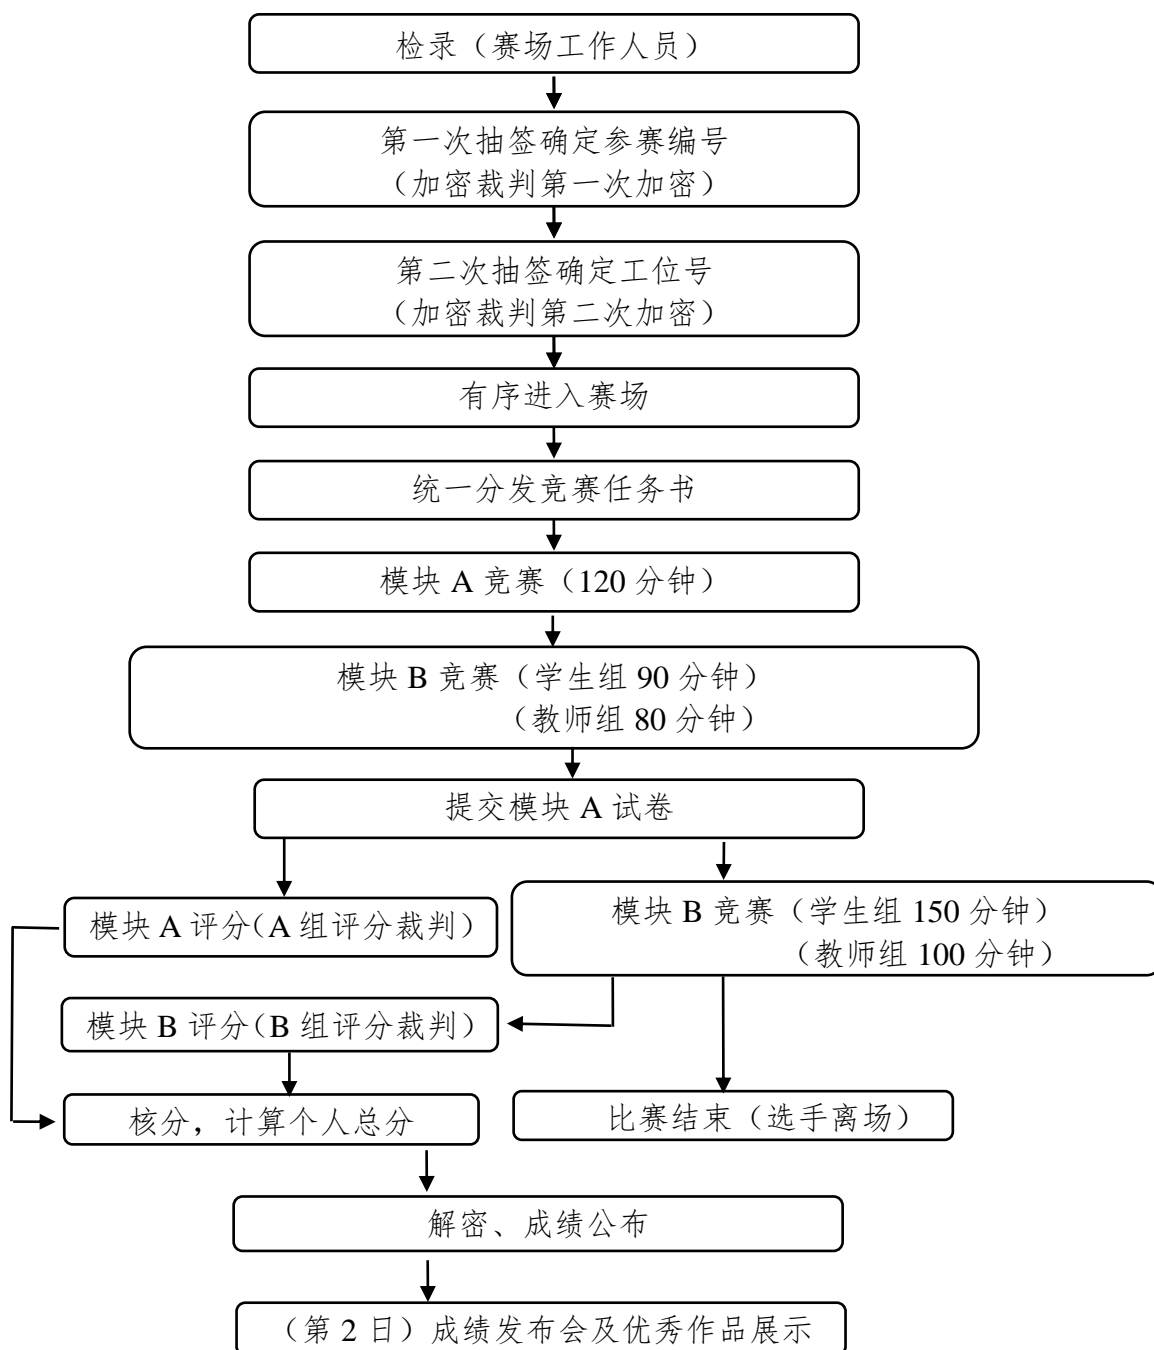 检录（赛场工作人员）
第一次抽签确定参赛编号
（加密裁判第一次加密）
第二次抽签确定工位号
（加密裁判第二次加密）
有序进入赛场
统一分发竞赛任务书
模块 A 竞赛（120 分钟）
模块 B 竞赛（学生组 90 分钟）
（教师组 80 分钟）
提交模块 A 试卷
模块 A 评分（A 组评分裁判）
模块 B 竞赛（学生组 150 分钟）
（教师组 100 分钟）
模块 B 评分（B 组评分裁判）
核分，计算个人总分
比赛结束（选手离场）
解密、成绩公布
（第 2 日）成绩发布会及优秀作品展示